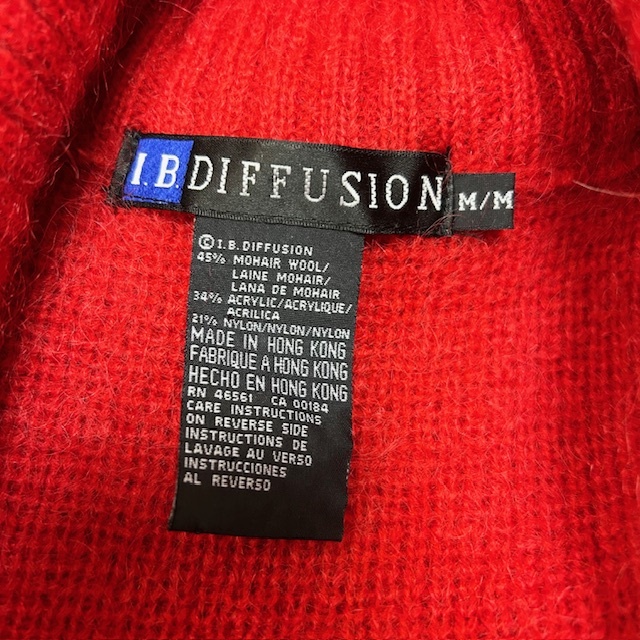 I.B.DIFFUSION M/M
© I.B.DIFFUSION
45% MOHAIR WOOL/
LAINE MOHAIR/
LANA DE MOHAIR
34% ACRYLIC/ACRYLIQUE/
ACRILICA
21% NYLON/NYLON/NYLON
MADE IN HONG KONG
FABRIQUE A HONG KONG
HECHO EN HONG KONG
RN 46561 CA 00184
CARE INSTRUCTIONS
ON REVERSE SIDE
INSTRUCTIONS DE
LAVAGE AU VERSO
INSTRUCCIONES
AL REVERSO